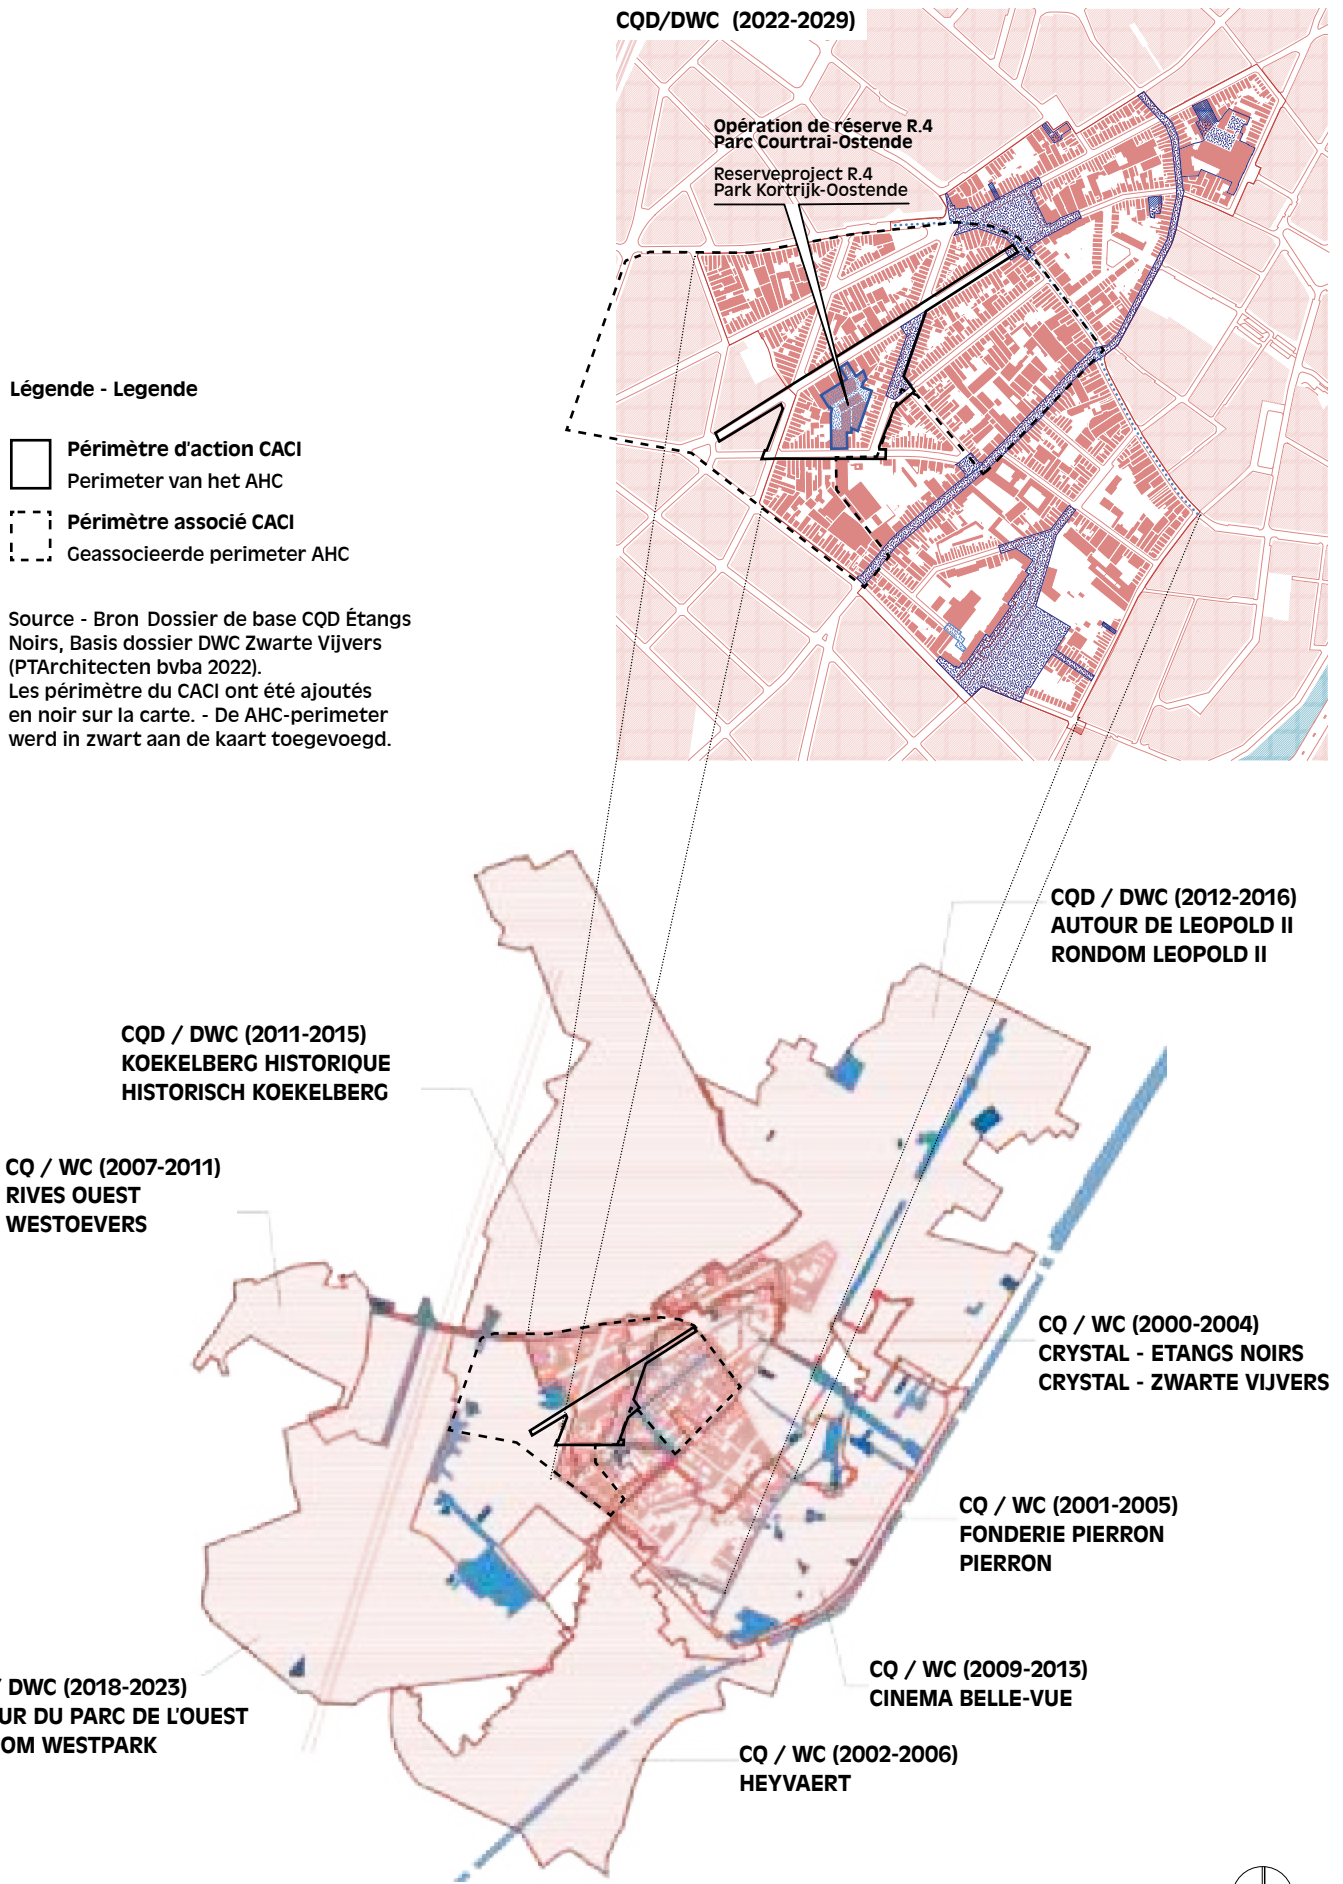 CQD/DWC (2022-2029)
Opération de réserve R.4
Parc Courtrai-Ostende
Reserveproject R.4
Park Kortrijk-Oostende
Légende - Legende
Périmètre d'action CACI
Perimeter van het AHC
Périmètre associé CACI
Geassocieerde perimeter AHC
Source - Bron Dossier de base CQD Étangs
Noirs, Basis dossier DWC Zwarte Vijvers
(PTArchitecten bvba 2022).
Les périmètre du CACI ont été ajoutés
en noir sur la carte. - De AHC-perimeter
werd in zwart aan de kaart toegevoegd.
CQD / DWC (2012-2016)
AUTOUR DE LEOPOLD II
RONDOM LEOPOLD II
CQD / DWC (2011-2015)
KOEKELBERG HISTORIQUE
HISTORISCH KOEKELBERG
CQ / WC (2007-2011)
RIVES OUEST
WESTOEVERS
CQ / WC (2000-2004)
CRYSTAL - ETANGS NOIRS
CRYSTAL - ZWARTE VIJVERS
CQ / WC (2001-2005)
FONDERIE PIERRON
PIERRON
CQ / WC (2009-2013)
CINEMA BELLE-VUE
/ DWC (2018-2023)
UR DU PARC DE L'OUEST
OM WESTPARK
CQ / WC (2002-2006)
HEYVAERT